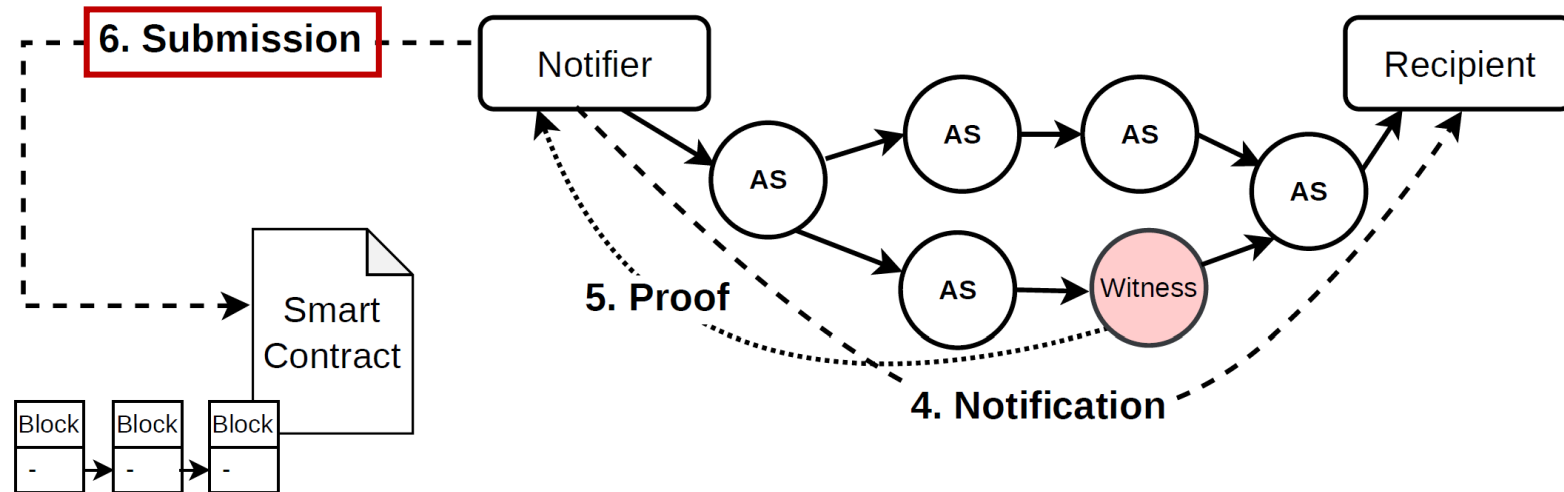 6. Submission
Notifier
Recipient
AS
AS
AS
AS
AS
Witness
5. Proof
4. Notification
Smart
Contract
Block
Block
Block
-
-
-